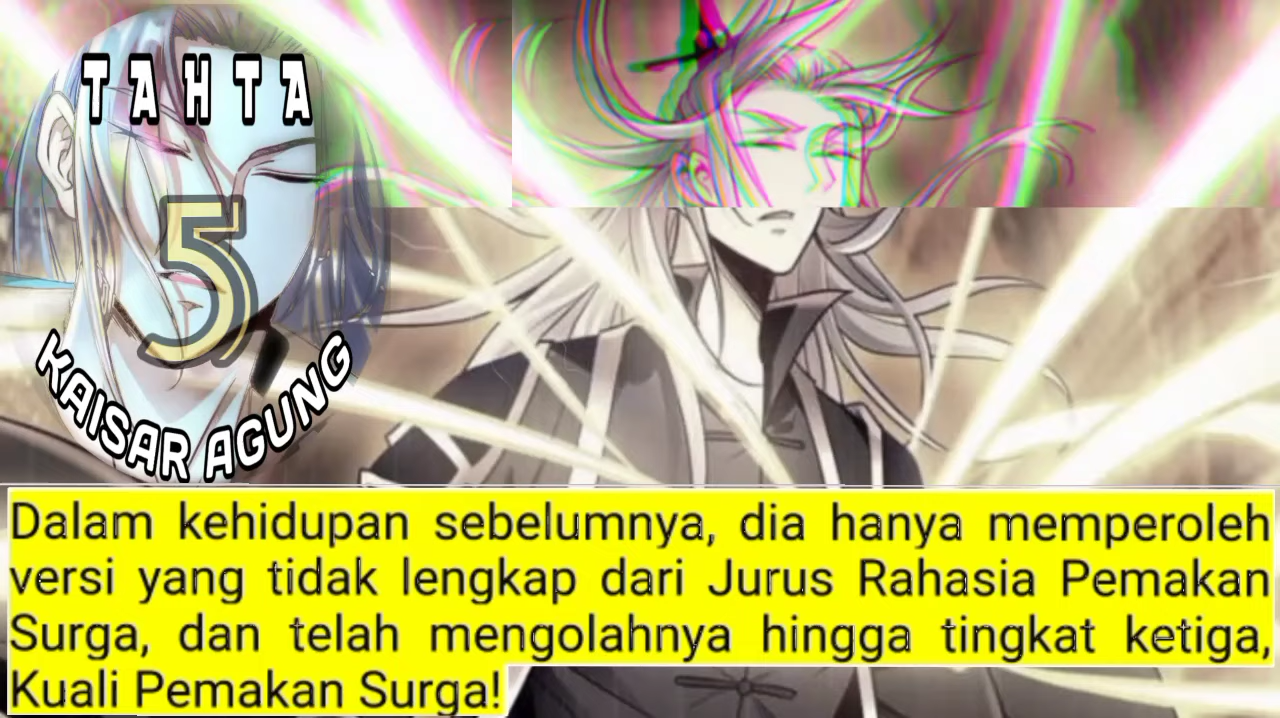 TAHTA
5
KAISAR AGUNG
Dalam kehidupan sebelumnya, dia hanya memperoleh
versi yang tidak lengkap dari Jurus Rahasia Pemakan
Surga, dan telah mengolahnya hingga tingkat ketiga,
Kuali Pemakan Surga!